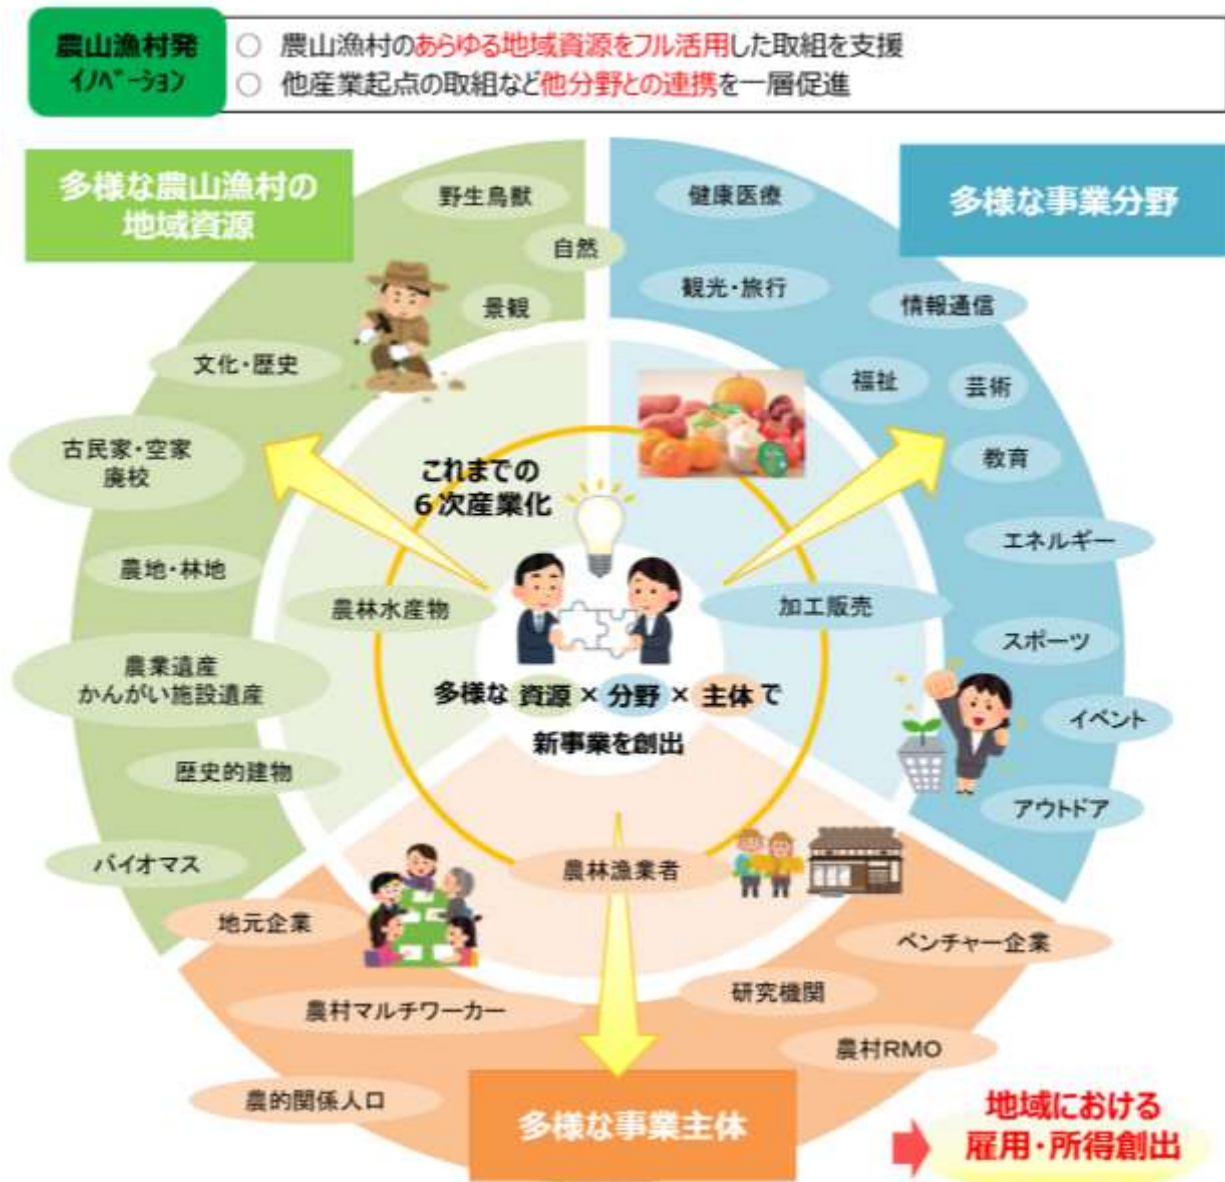 農山漁村発
イノベーション
○ 農山漁村のあらゆる地域資源をフル活用した取組を支援
○ 他産業起点の取組など他分野との連携を一層促進
多様な農山漁村の
地域資源
野生鳥獣
自然
景観
文化・歴史
古民家・空家
廃校
農地・林地
農業遺産
かんがい施設遺産
歴史的建物
バイオマス
多様な事業分野
健康医療
観光・旅行
情報通信
福祉
芸術
教育
エネルギー
スポーツ
イベント
アウトドア
これまでの
６次産業化
農林水産物
加工販売
多様な 資源 × 分野 × 主体 で
新事業を創出
農林漁業者
地元企業
ベンチャー企業
研究機関
農村マルチワーカー
農村RMO
農的関係人口
多様な事業主体
地域における
雇用・所得創出